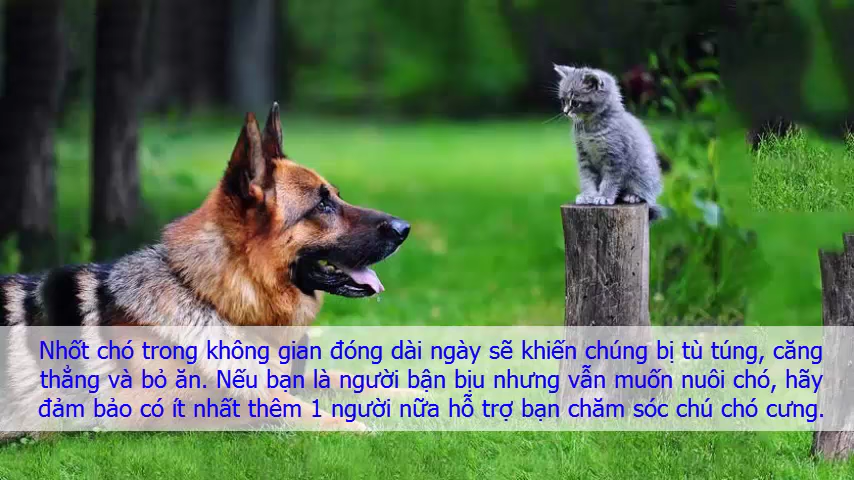 Nhốt chó trong không gian đóng dài ngày sẽ khiến chúng bị tù túng, căng
thẳng và bỏ ăn. Nếu bạn là người bận bịu nhưng vẫn muốn nuôi chó, hãy
đảm bảo có ít nhất thêm 1 người nữa hỗ trợ bạn chăm sóc chú chó cưng.